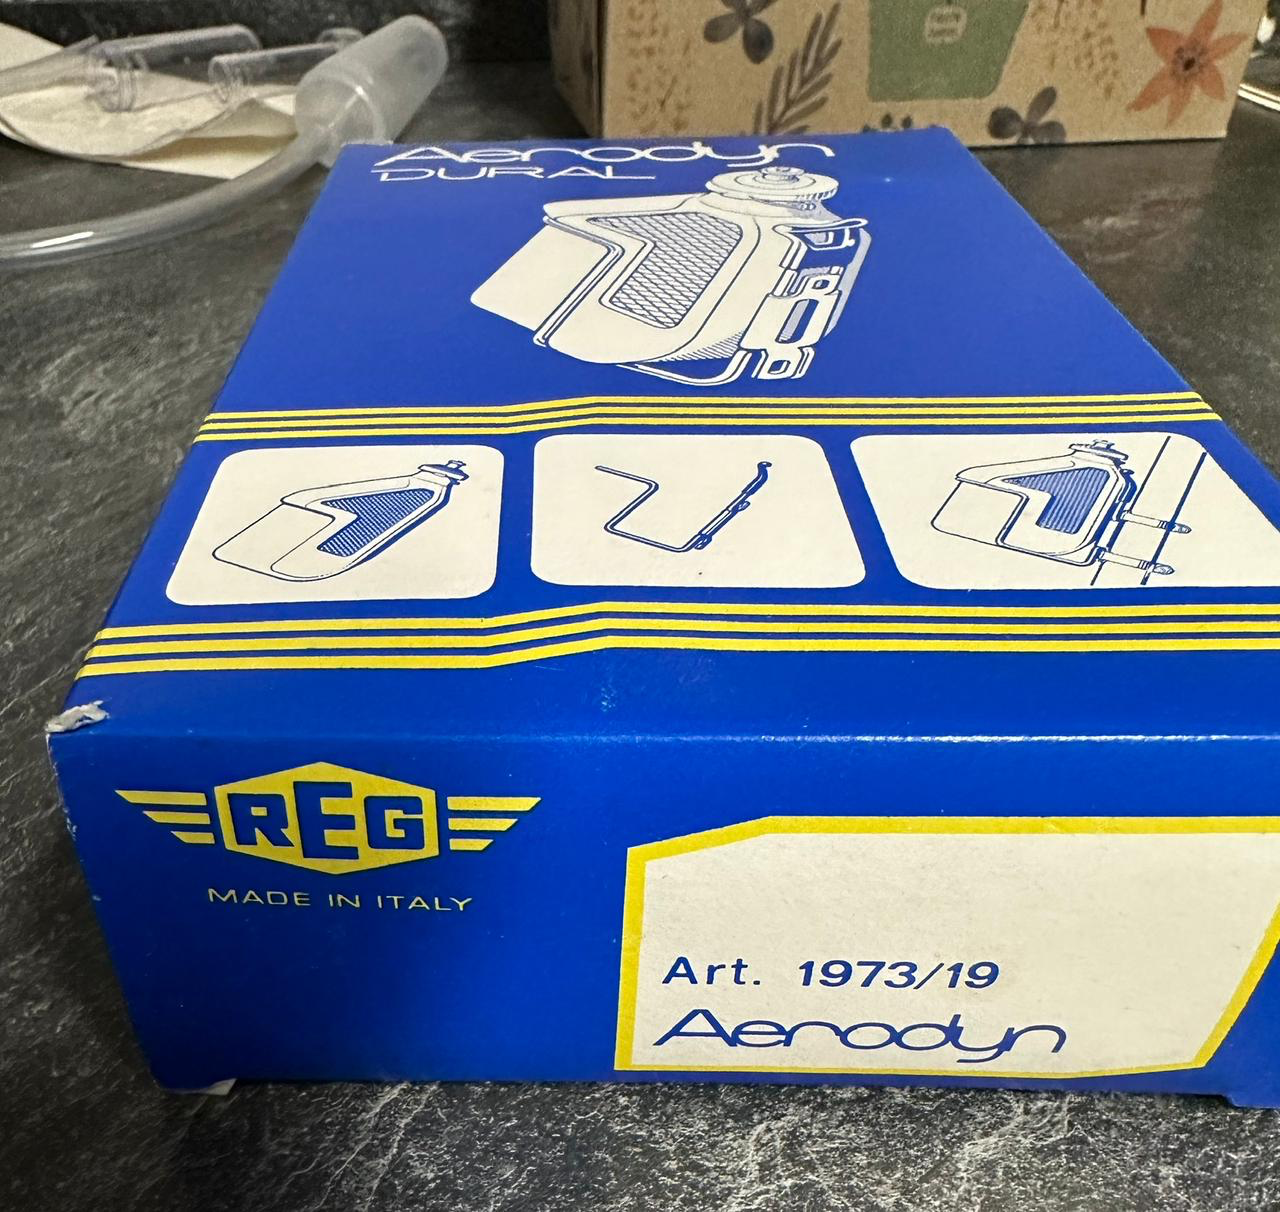 Aerodyn
DURAL
REG
MADE IN ITALY
Art. 1973/19
Aerodyn